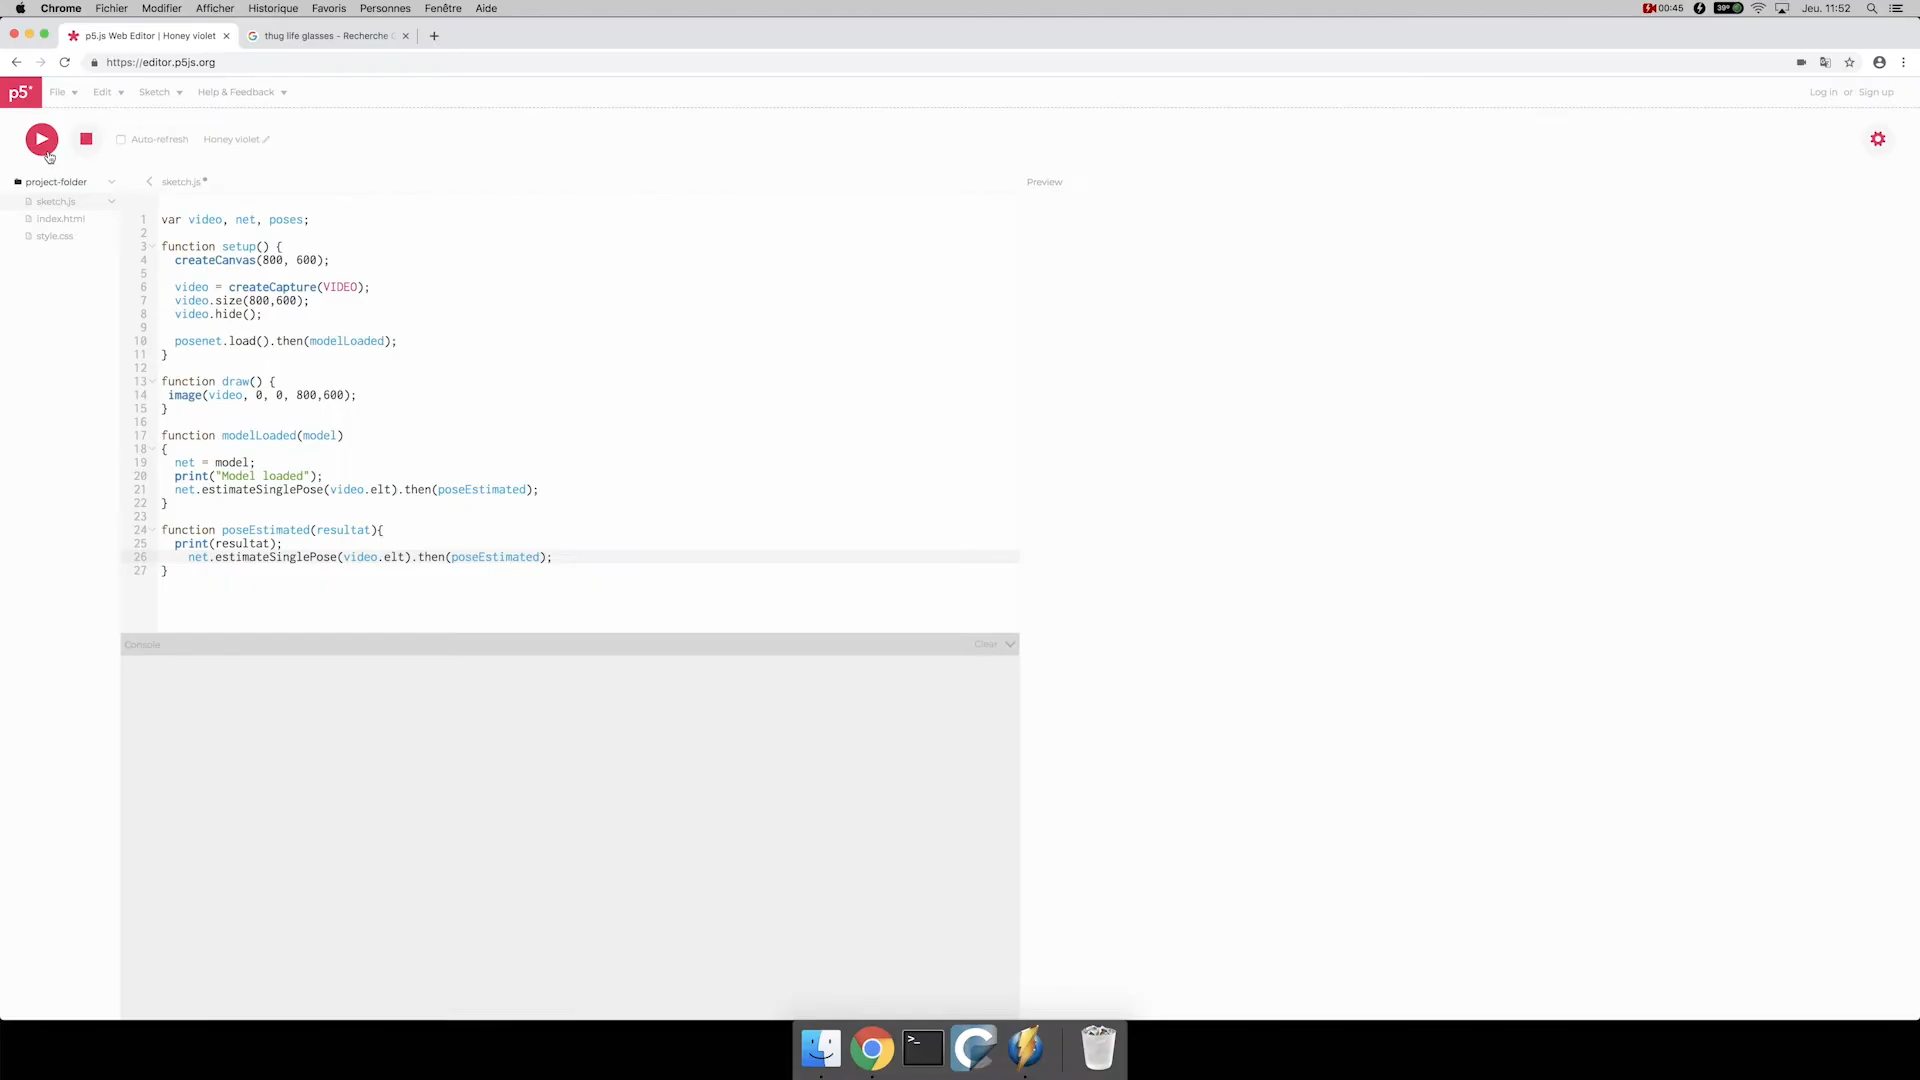 Chrome Fichier Modifier Afficher Historique Favoris Personnes Fenêtre Aide 00:45 39° Jeu. 11:52
p5.js Web Editor | Honey violet thug life glasses - Recherche
https://editor.p5js.org
p5* File Edit Sketch Help & Feedback Log in or Sign up
Auto-refresh Honey violet
project-folder sketch.js Preview
sketch.js
index.html
style.css
1 var video, net, poses;
2
3 function setup() {
4 createCanvas(800, 600);
5
6 video = createCapture(VIDEO);
7 video.size(800,600);
8 video.hide();
9
10 posenet.load().then(modelLoaded);
11 }
12
13 function draw() {
14 image(video, 0, 0, 800,600);
15 }
16
17 function modelLoaded(model)
18 {
19 net = model;
20 print("Model loaded");
21 net.estimateSinglePose(video.elt).then(poseEstimated);
22 }
23
24 function poseEstimated(resultat){
25 print(resultat);
26 net.estimateSinglePose(video.elt).then(poseEstimated);
27 }
Console Clear